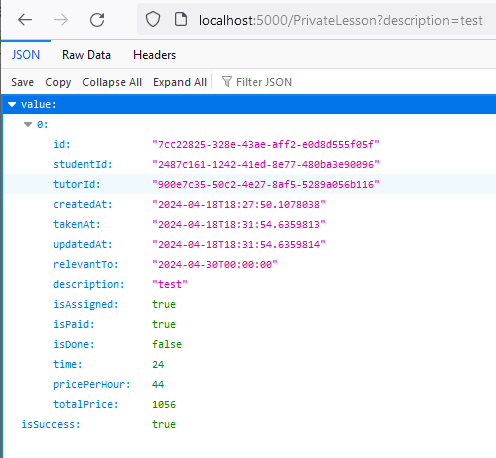 localhost:5000/PrivateLesson?description=test
JSON Raw Data Headers
Save Copy Collapse All Expand All Filter JSON
value:
0:
id: "7cc22825-328e-43ae-aff2-e0d8d555f05f"
studentId: "2487c161-1242-41ed-8e77-480ba3e90096"
tutorId: "900e7c35-50c2-4e27-8af5-5289a056b116"
createdAt: "2024-04-18T18:27:50.1078038"
takenAt: "2024-04-18T18:31:54.6359813"
updatedAt: "2024-04-18T18:31:54.6359814"
relevantTo: "2024-04-30T00:00:00"
description: "test"
isAssigned: true
isPaid: true
isDone: false
time: 24
pricePerHour: 44
totalPrice: 1056
isSuccess: true